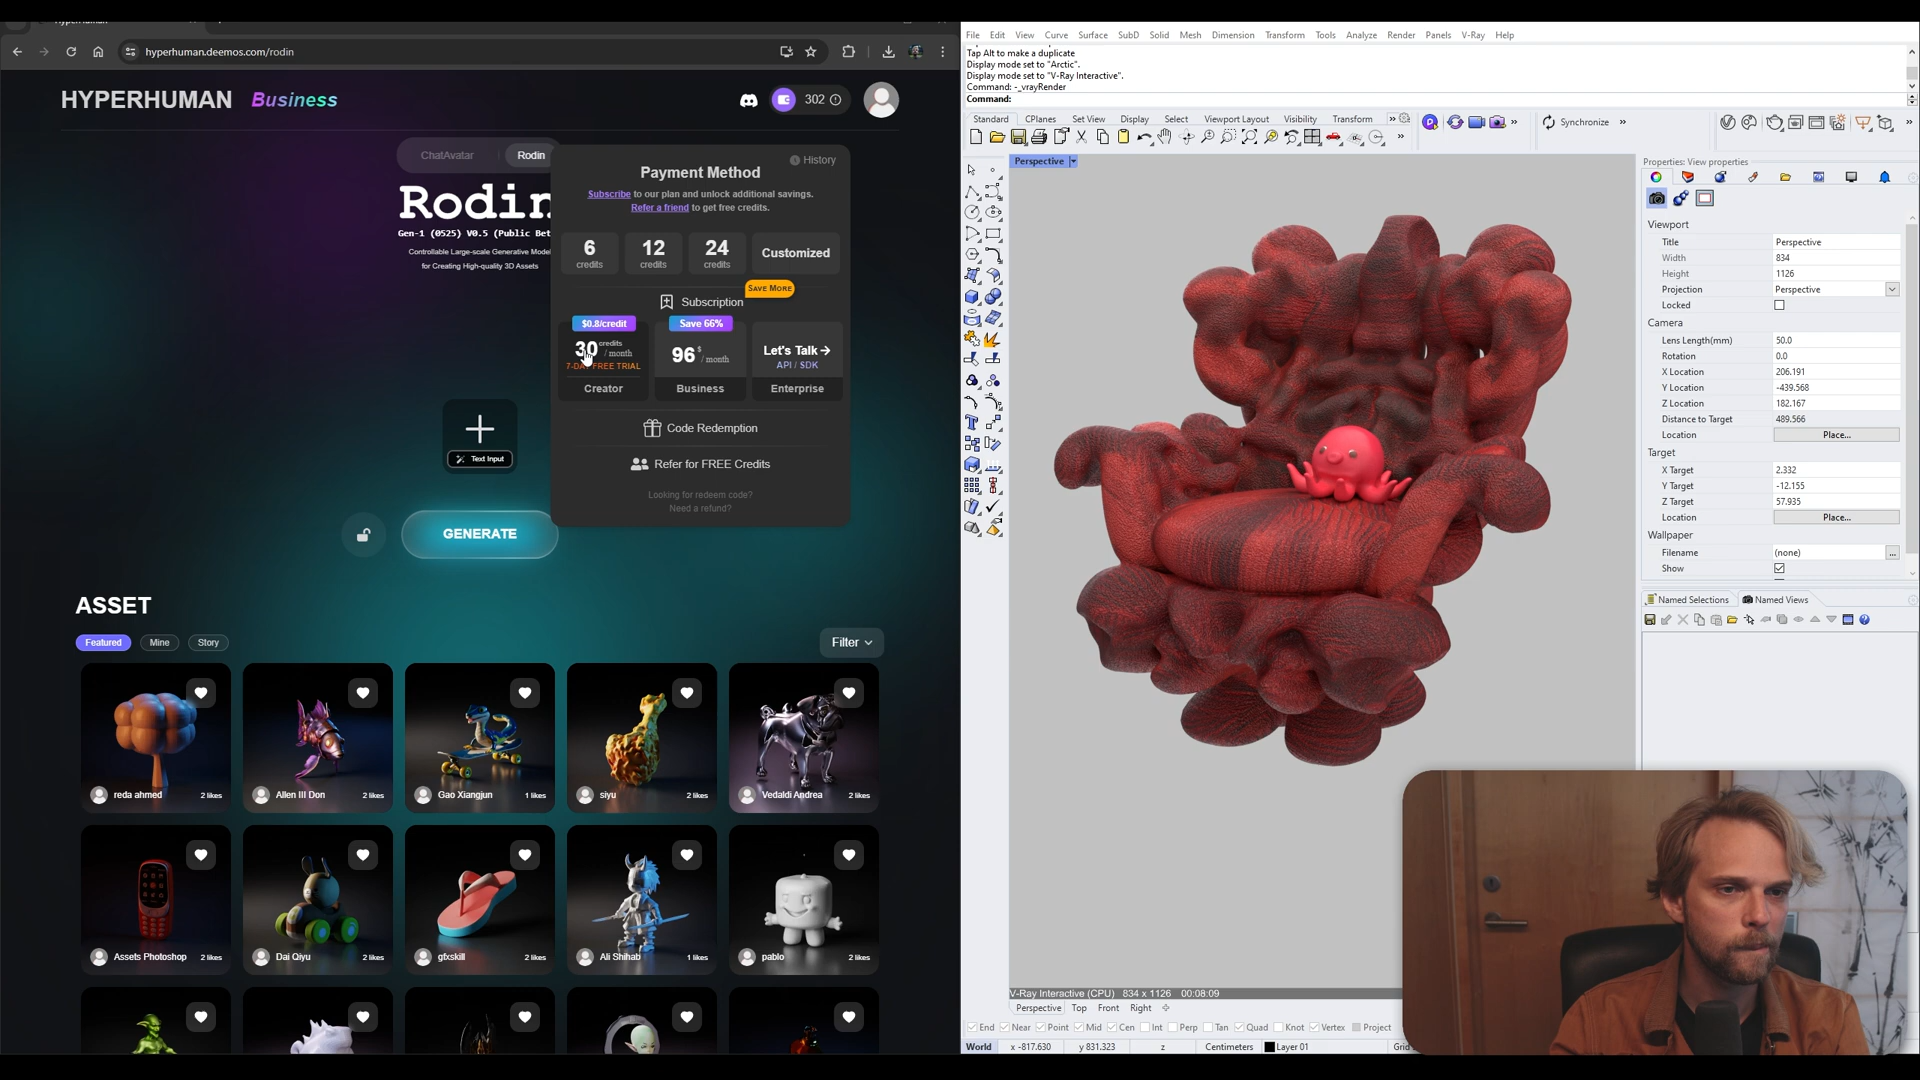 hyperhuman.deemos.com/rodin
HYPERHUMAN Business
302
ChatAvatar
Rodin
Rodin
Gen-1 (0525) V0.5 (Public Bet
Controllable Large-scale Generative Model
for Creating High-quality 3D Assets
Text Input
GENERATE
History
Payment Method
Subscribe to our plan and unlock additional savings.
Refer a friend to get free credits.
6 credits
12 credits
24 credits
Customized
SAVE MORE
Subscription
$0.8/credit
30 credits / month
7-DAY FREE TRIAL
Creator
Save 66%
96 $ / month
Business
Let's Talk →
API / SDK
Enterprise
Code Redemption
Refer for FREE Credits
Looking for redeem code?
Need a refund?
ASSET
Featured Mine Story
Filter
reda ahmed 2 likes
Allen III Don 2 likes
Gao Xiangjun 1 likes
siyu 2 likes
Vedaldi Andrea 2 likes
Assets Photoshop 2 likes
Dai Qiyu 2 likes
gfxskill 2 likes
Ali Shihab 1 likes
pablo 2 likes
File Edit View Curve Surface SubD Solid Mesh Dimension Transform Tools Analyze Render Panels V-Ray Help
Tap Alt to make a duplicate
Display mode set to "Arctic".
Display mode set to "V-Ray Interactive".
Command: -_vrayRender
Command:
Standard CPlanes Set View Display Select Viewport Layout Visibility Transform »
Synchronize »
Perspective
V-Ray Interactive (CPU) 834 x 1126 00:08:09
Perspective Top Front Right
End Near Point Mid Cen Int Perp Tan Quad Knot Vertex Project
World x -817.630 y 831.323 z Centimeters Layer 01 Grid
Properties: View properties
Viewport
Title Perspective
Width 834
Height 1126
Projection Perspective
Locked
Camera
Lens Length(mm) 50.0
Rotation 0.0
X Location 206.191
Y Location -439.568
Z Location 182.167
Distance to Target 489.566
Location Place...
Target
X Target 2.332
Y Target -12.155
Z Target 57.935
Location Place...
Wallpaper
Filename (none) ...
Show
Named Selections Named Views